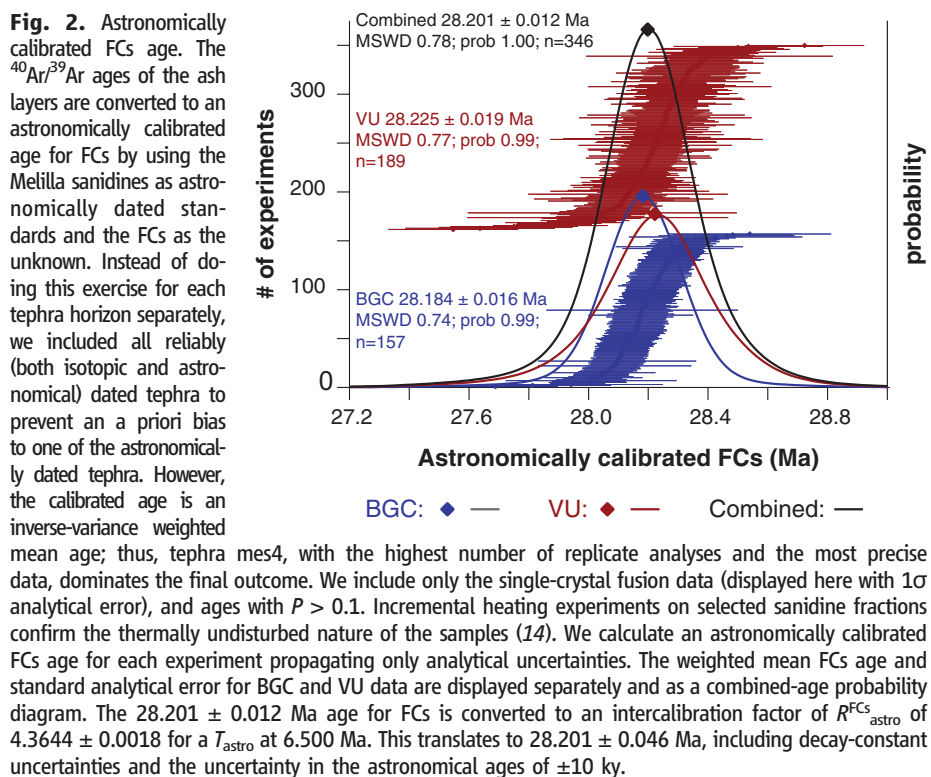 Fig. 2. Astronomically
calibrated FCs age. The
⁴⁰Ar/³⁹Ar ages of the ash
layers are converted to an
astronomically calibrated
age for FCs by using the
Melilla sanidines as astro-
nomically dated stan-
dards and the FCs as the
unknown. Instead of do-
ing this exercise for each
tephra horizon separately,
we included all reliably
(both isotopic and astro-
nomical) dated tephra to
prevent an a priori bias
to one of the astronomical-
ly dated tephra. However,
the calibrated age is an
inverse-variance weighted
mean age; thus, tephra mes4, with the highest number of replicate analyses and the most precise
data, dominates the final outcome. We include only the single-crystal fusion data (displayed here with 1σ
analytical error), and ages with P > 0.1. Incremental heating experiments on selected sanidine fractions
confirm the thermally undisturbed nature of the samples (14). We calculate an astronomically calibrated
FCs age for each experiment propagating only analytical uncertainties. The weighted mean FCs age and
standard analytical error for BGC and VU data are displayed separately and as a combined-age probability
diagram. The 28.201 ± 0.012 Ma age for FCs is converted to an intercalibration factor of R^FCs_astro of
4.3644 ± 0.0018 for a T_astro at 6.500 Ma. This translates to 28.201 ± 0.046 Ma, including decay-constant
uncertainties and the uncertainty in the astronomical ages of ±10 ky.
Combined 28.201 ± 0.012 Ma
MSWD 0.78; prob 1.00; n=346
VU 28.225 ± 0.019 Ma
MSWD 0.77; prob 0.99;
n=189
BGC 28.184 ± 0.016 Ma
MSWD 0.74; prob 0.99;
n=157
# of experiments
300
200
100
0
probability
27.2 27.6 28.0 28.4 28.8
Astronomically calibrated FCs (Ma)
BGC: VU: Combined: